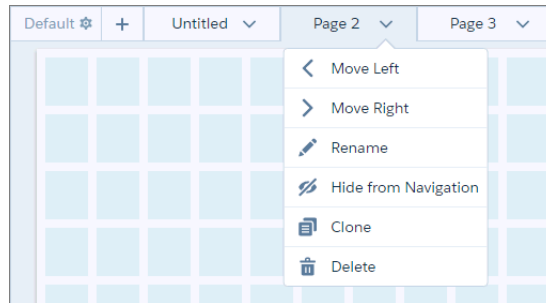 Default + Untitled Page 2 Page 3
Move Left
Move Right
Rename
Hide from Navigation
Clone
Delete